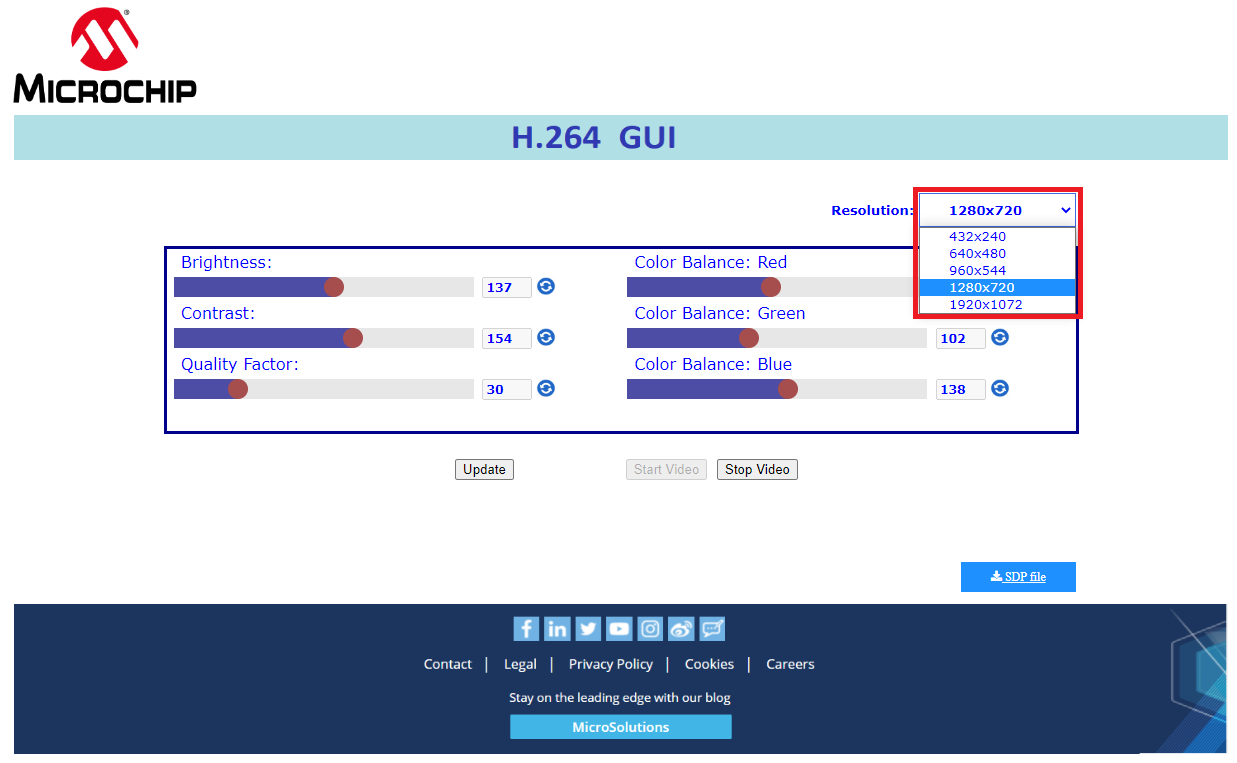 MICROCHIP
H.264 GUI
Resolution: 1280x720
432x240
640x480
960x544
1280x720
1920x1072
Brightness:
137
Color Balance: Red
Contrast:
154
Color Balance: Green
102
Quality Factor:
30
Color Balance: Blue
138
Update
Start Video
Stop Video
SDP file
Contact | Legal | Privacy Policy | Cookies | Careers
Stay on the leading edge with our blog
MicroSolutions